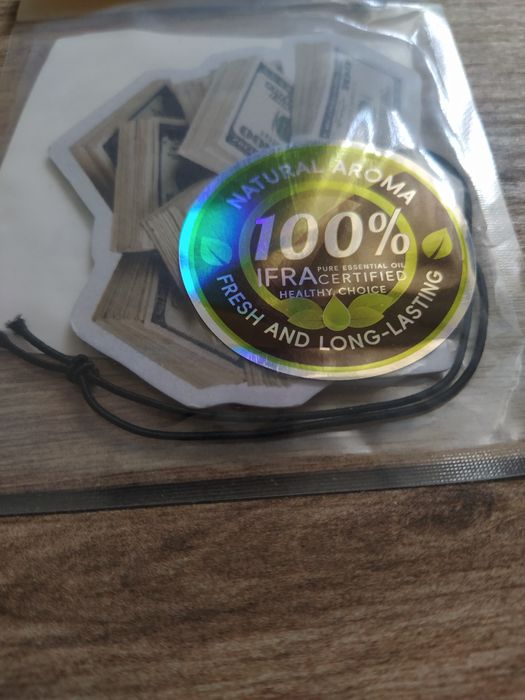 NATURAL AROMA
100%
IFRA PURE ESSENTIAL OIL
CERTIFIED
HEALTHY CHOICE
FRESH AND LONG-LASTING